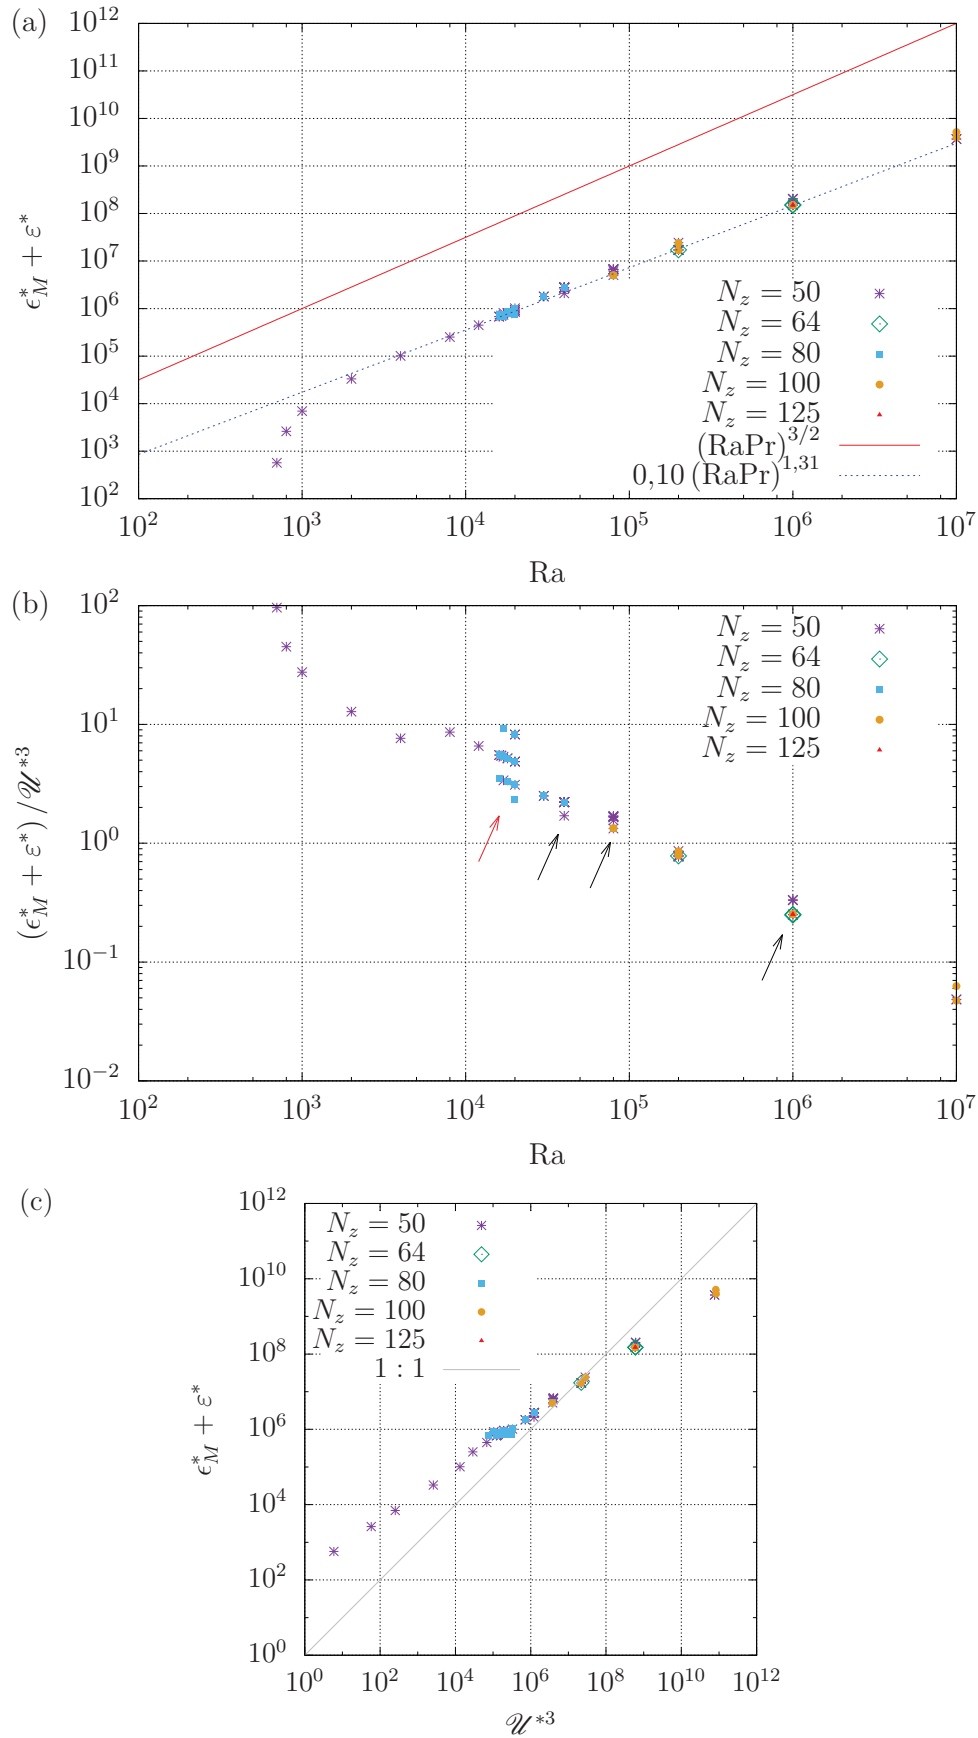 (a)
10^12
10^11
10^10
10^9
10^8
10^7
10^6
10^5
10^4
10^3
10^2
ϵ*_M + ε*
N_z = 50
N_z = 64
N_z = 80
N_z = 100
N_z = 125
(RaPr)^3/2
0,10 (RaPr)^1,31
10^2 10^3 10^4 10^5 10^6 10^7
Ra
(b)
10^2
10^1
10^0
10^−1
10^−2
(ϵ*_M + ε*)/𝒰*3
N_z = 50
N_z = 64
N_z = 80
N_z = 100
N_z = 125
10^2 10^3 10^4 10^5 10^6 10^7
Ra
(c)
10^12
10^10
10^8
10^6
10^4
10^2
10^0
ϵ*_M + ε*
N_z = 50
N_z = 64
N_z = 80
N_z = 100
N_z = 125
1 : 1
10^0 10^2 10^4 10^6 10^8 10^10 10^12
𝒰*3